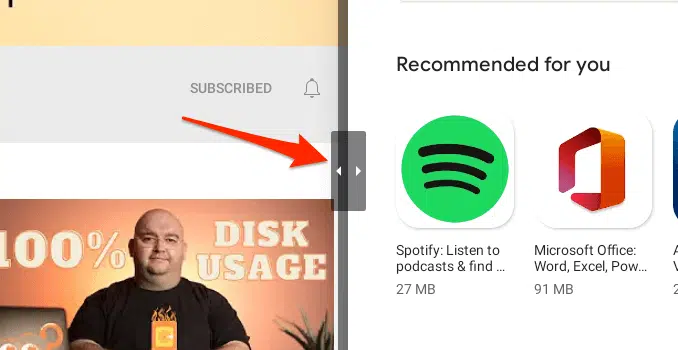 SUBSCRIBED
100%
DISK
USAGE
Recommended for you
Spotify: Listen to
podcasts & find ...
27 MB
Microsoft Office:
Word, Excel, Pow...
91 MB